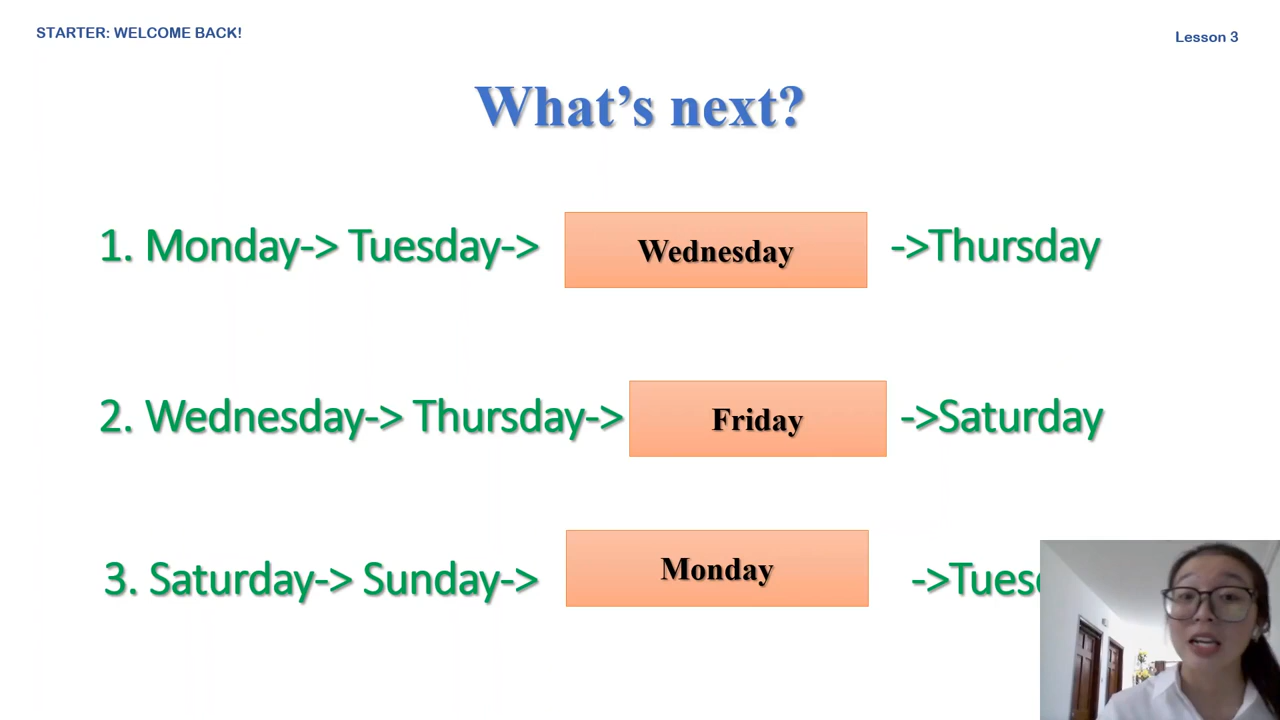 STARTER: WELCOME BACK!
Lesson 3
What's next?
1. Monday-> Tuesday-> Wednesday ->Thursday
2. Wednesday-> Thursday-> Friday ->Saturday
3. Saturday-> Sunday-> Monday ->